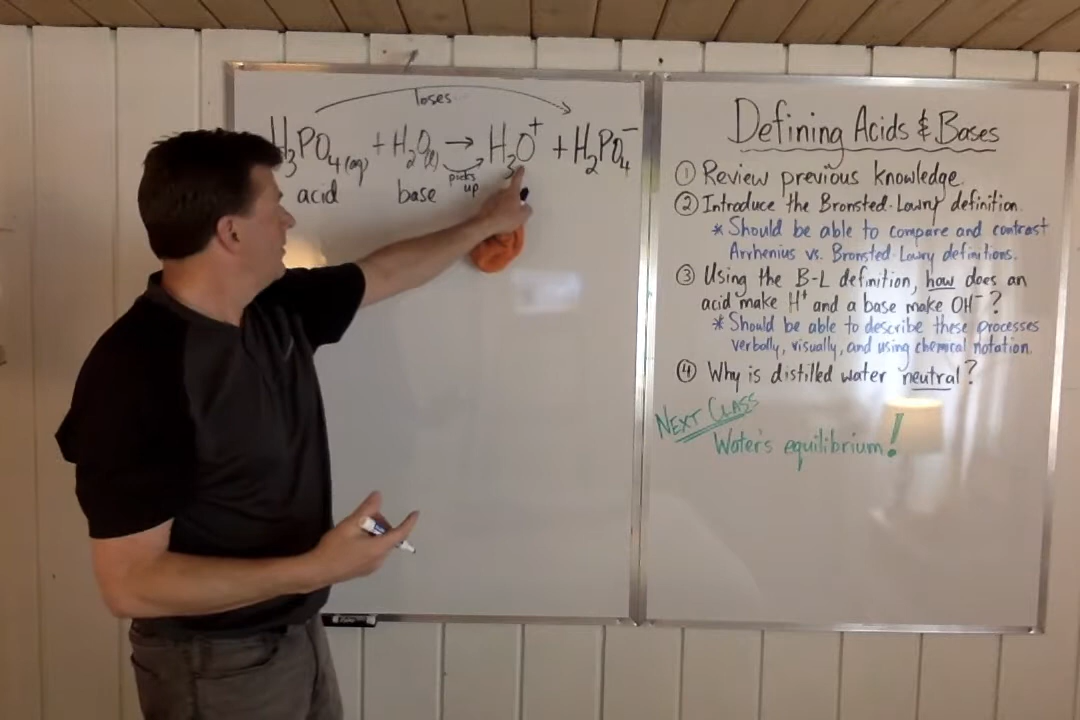 loses
H₃PO₄(aq) + H₂O(l) → H₃O⁺ + H₂PO₄⁻
picks
up
acid base
Defining Acids & Bases
① Review previous knowledge.
② Introduce the Bronsted-Lowry definition.
* Should be able to compare and contrast
Arrhenius vs. Bronsted-Lowry definitions.
③ Using the B-L definition, how does an
acid make H⁺ and a base make OH⁻?
* Should be able to describe these processes
verbally, visually, and using chemical notation.
④ Why is distilled water neutral?
NEXT CLASS
Water's equilibrium!